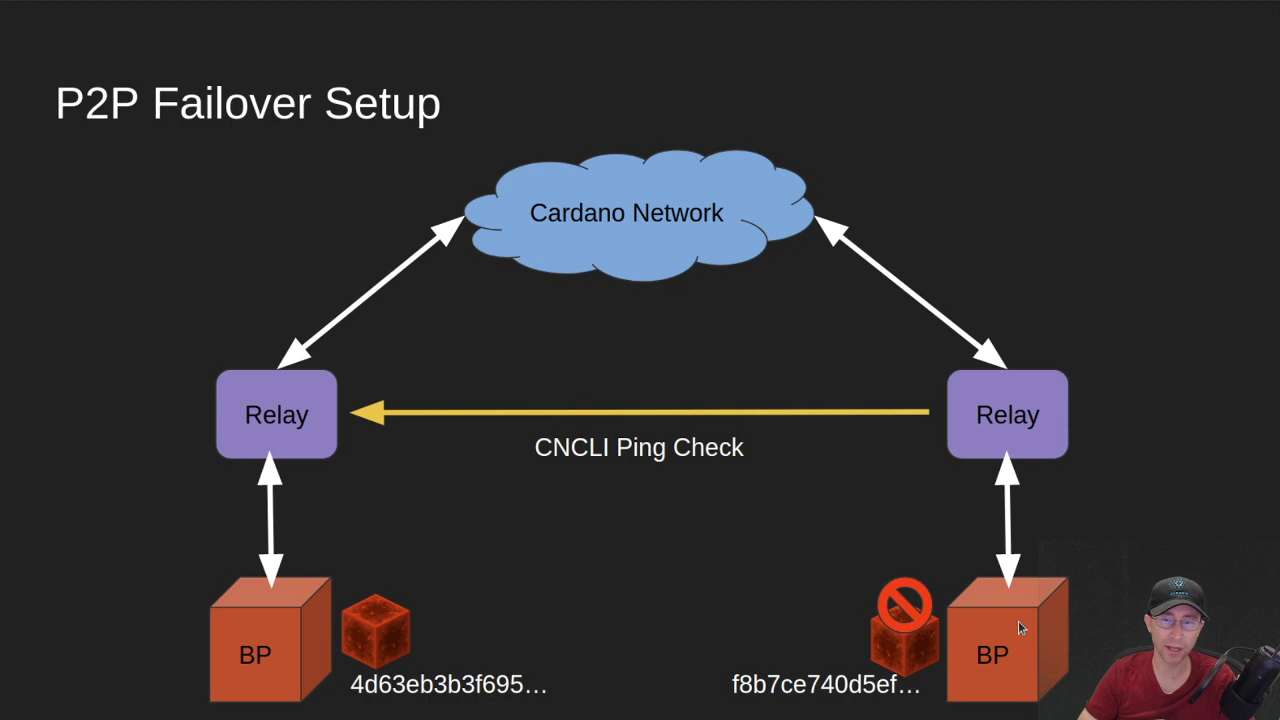 P2P Failover Setup
Cardano Network
Relay
Relay
CNCLI Ping Check
BP
BP
4d63eb3b3f695…
f8b7ce740d5ef…